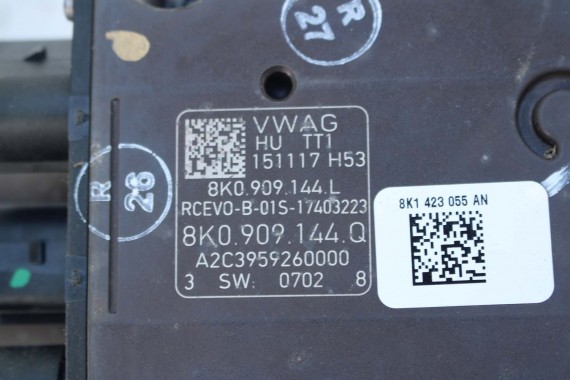 R
27
VWAG
HU TT1
151117 H53
8K0.909.144.L
RCEVO-B-01S-17403223
8K0.909.144.Q
A2C3959260000
3 SW: 0702 8
8K1 423 055 AN
R
26